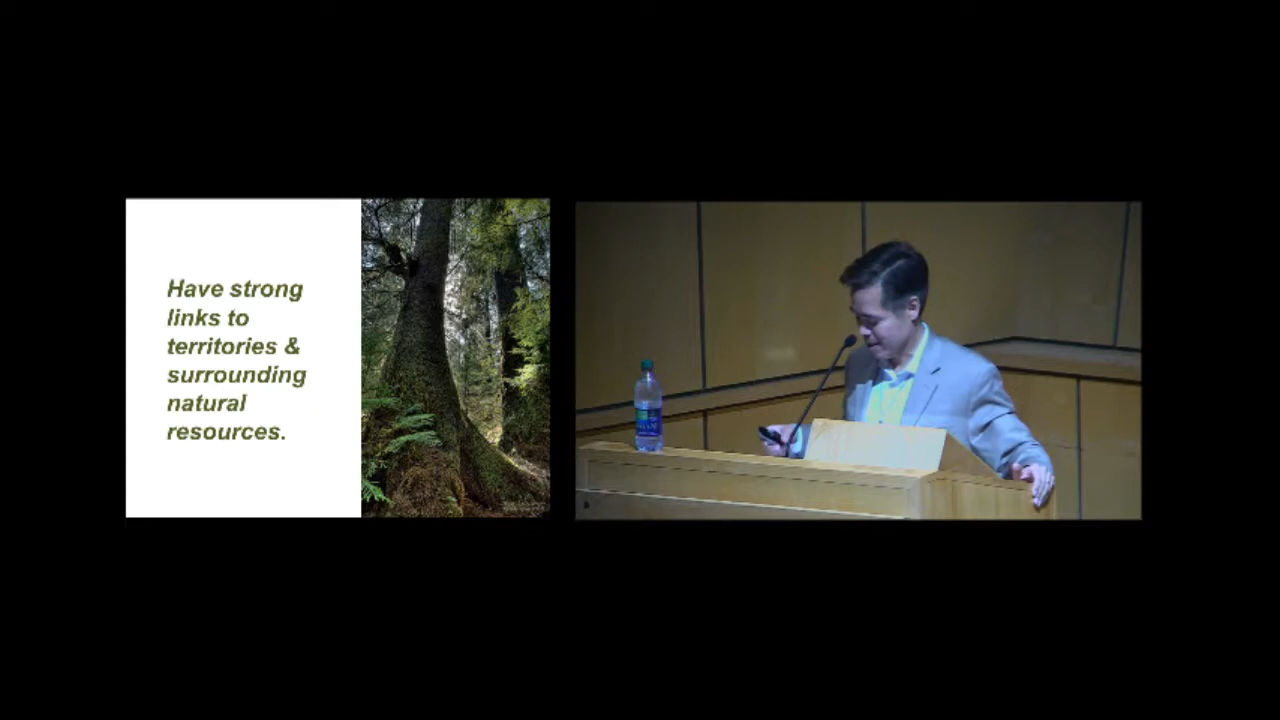 Have strong
links to
territories &
surrounding
natural
resources.